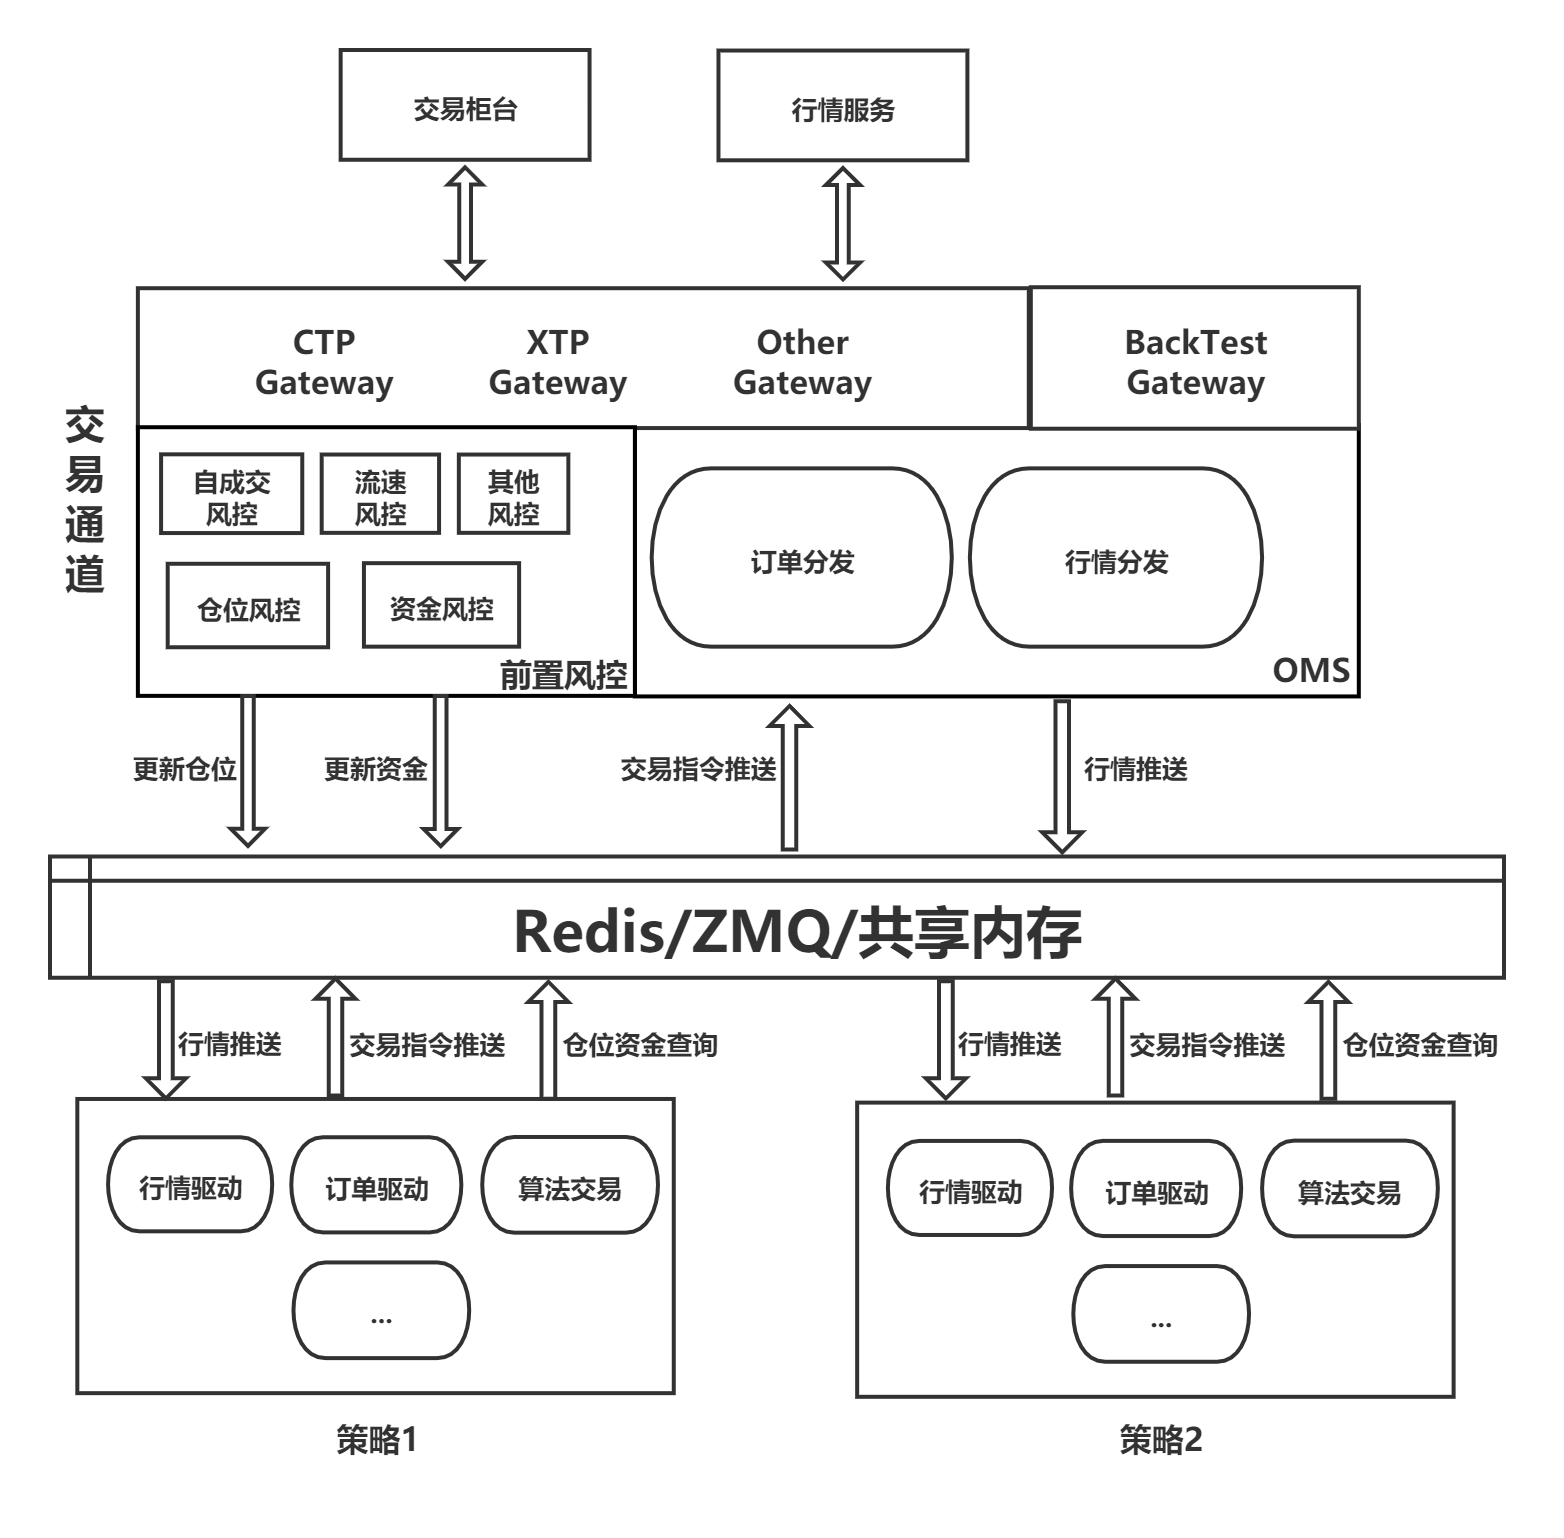 交易柜台
行情服务
CTP
Gateway
XTP
Gateway
Other
Gateway
BackTest
Gateway
交
易
通
道
自成交
风控
流速
风控
其他
风控
仓位风控
资金风控
前置风控
订单分发
行情分发
OMS
更新仓位
更新资金
交易指令推送
行情推送
Redis/ZMQ/共享内存
行情推送
交易指令推送
仓位资金查询
行情推送
交易指令推送
仓位资金查询
行情驱动
订单驱动
算法交易
...
行情驱动
订单驱动
算法交易
...
策略1
策略2